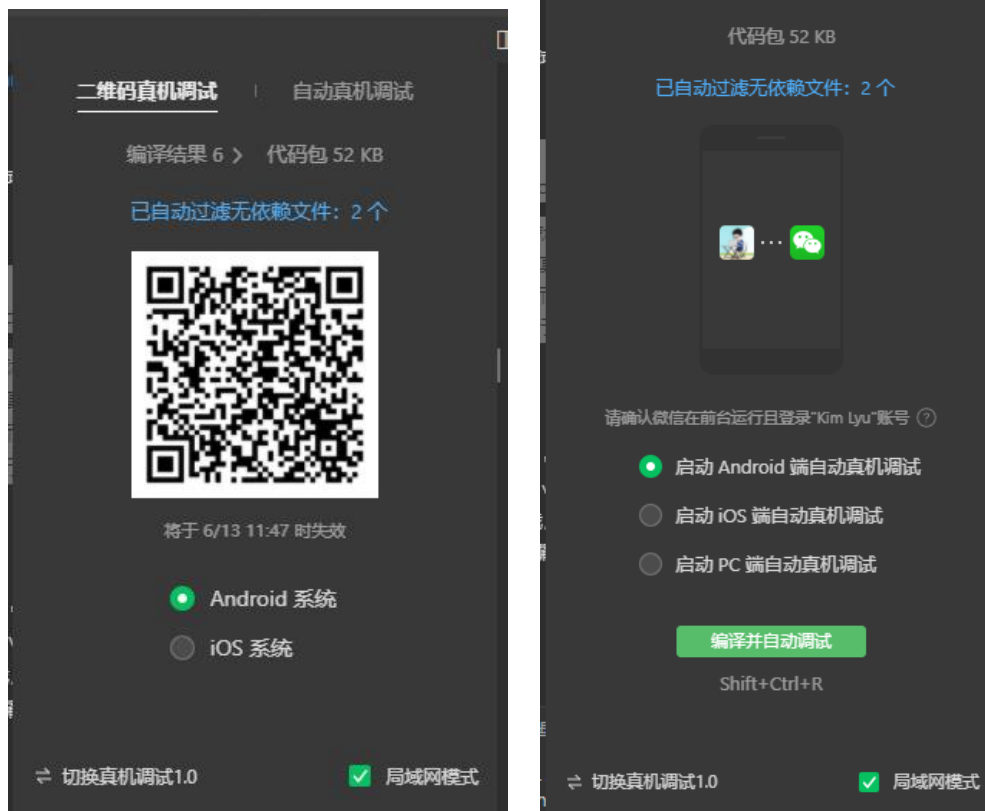 二维码真机调试
自动真机调试
编译结果 6 代码包 52 KB
已自动过滤无依赖文件：2 个
将于 6/13 11:47 时失效
Android 系统
iOS 系统
切换真机调试1.0
局域网模式
代码包 52 KB
已自动过滤无依赖文件：2 个
请确认微信在前台运行且登录"Kim Lyu"账号 ?
启动 Android 端自动真机调试
启动 iOS 端自动真机调试
启动 PC 端自动真机调试
编译并自动调试
Shift+Ctrl+R
切换真机调试1.0
局域网模式